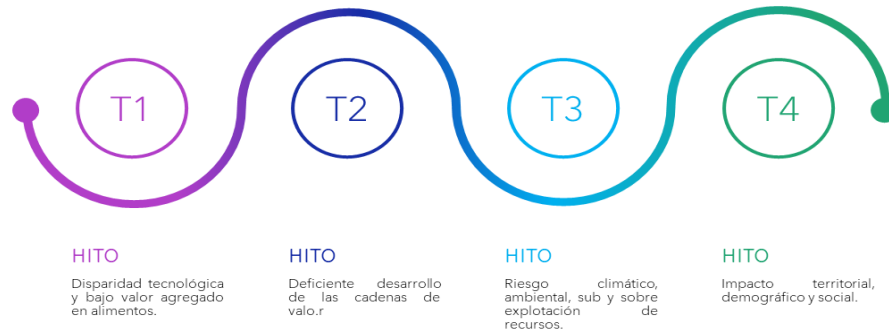 T1
T2
T3
T4
HITO
Disparidad tecnológica
y bajo valor agregado
en alimentos.
HITO
Deficiente desarrollo
de las cadenas de
valo.r
HITO
Riesgo climático,
ambiental, sub y sobre
explotación de
recursos.
HITO
Impacto territorial,
demográfico y social.